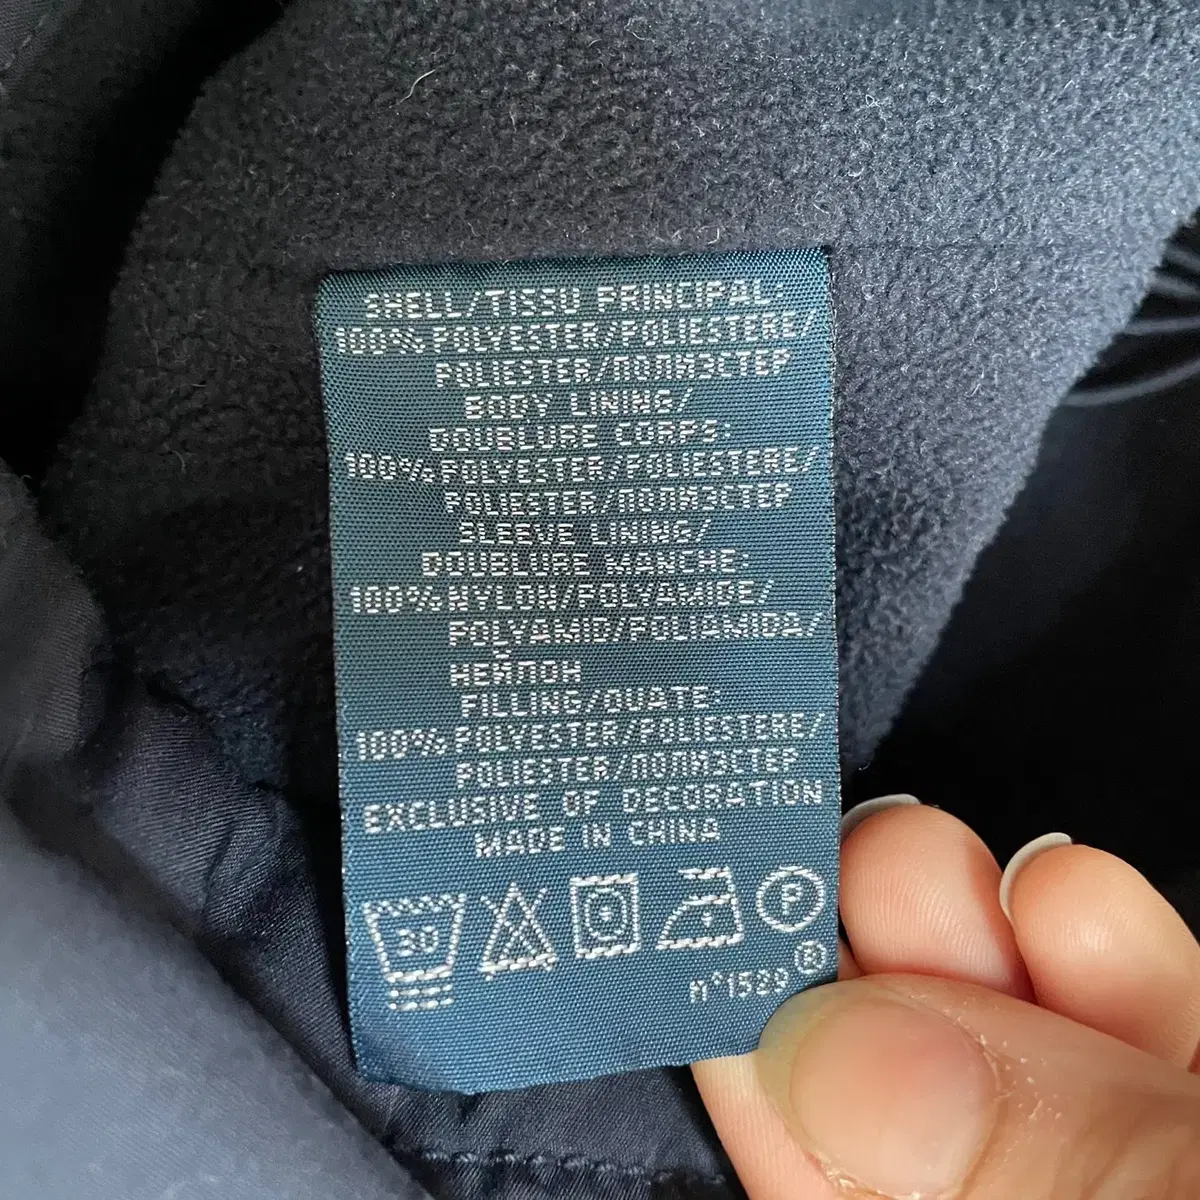 SHELL/TISSU PRINCIPAL:
100% POLYESTER/POLIESTERE/
POLIESTER/ПОЛИЭСТЕР
BODY LINING/
DOUBLURE CORPS:
100% POLYESTER/POLIESTERE/
POLIESTER/ПОЛИЭСТЕР
SLEEVE LINING/
DOUBLURE MANCHE:
100% NYLON/POLYAMIDE/
POLYAMID/POLIAMIDA/
НЕЙЛОН
FILLING/OUATE:
100% POLYESTER/POLIESTERE/
POLIESTER/ПОЛИЭСТЕР
EXCLUSIVE OF DECORATION
MADE IN CHINA
30 P
n°1529 ®